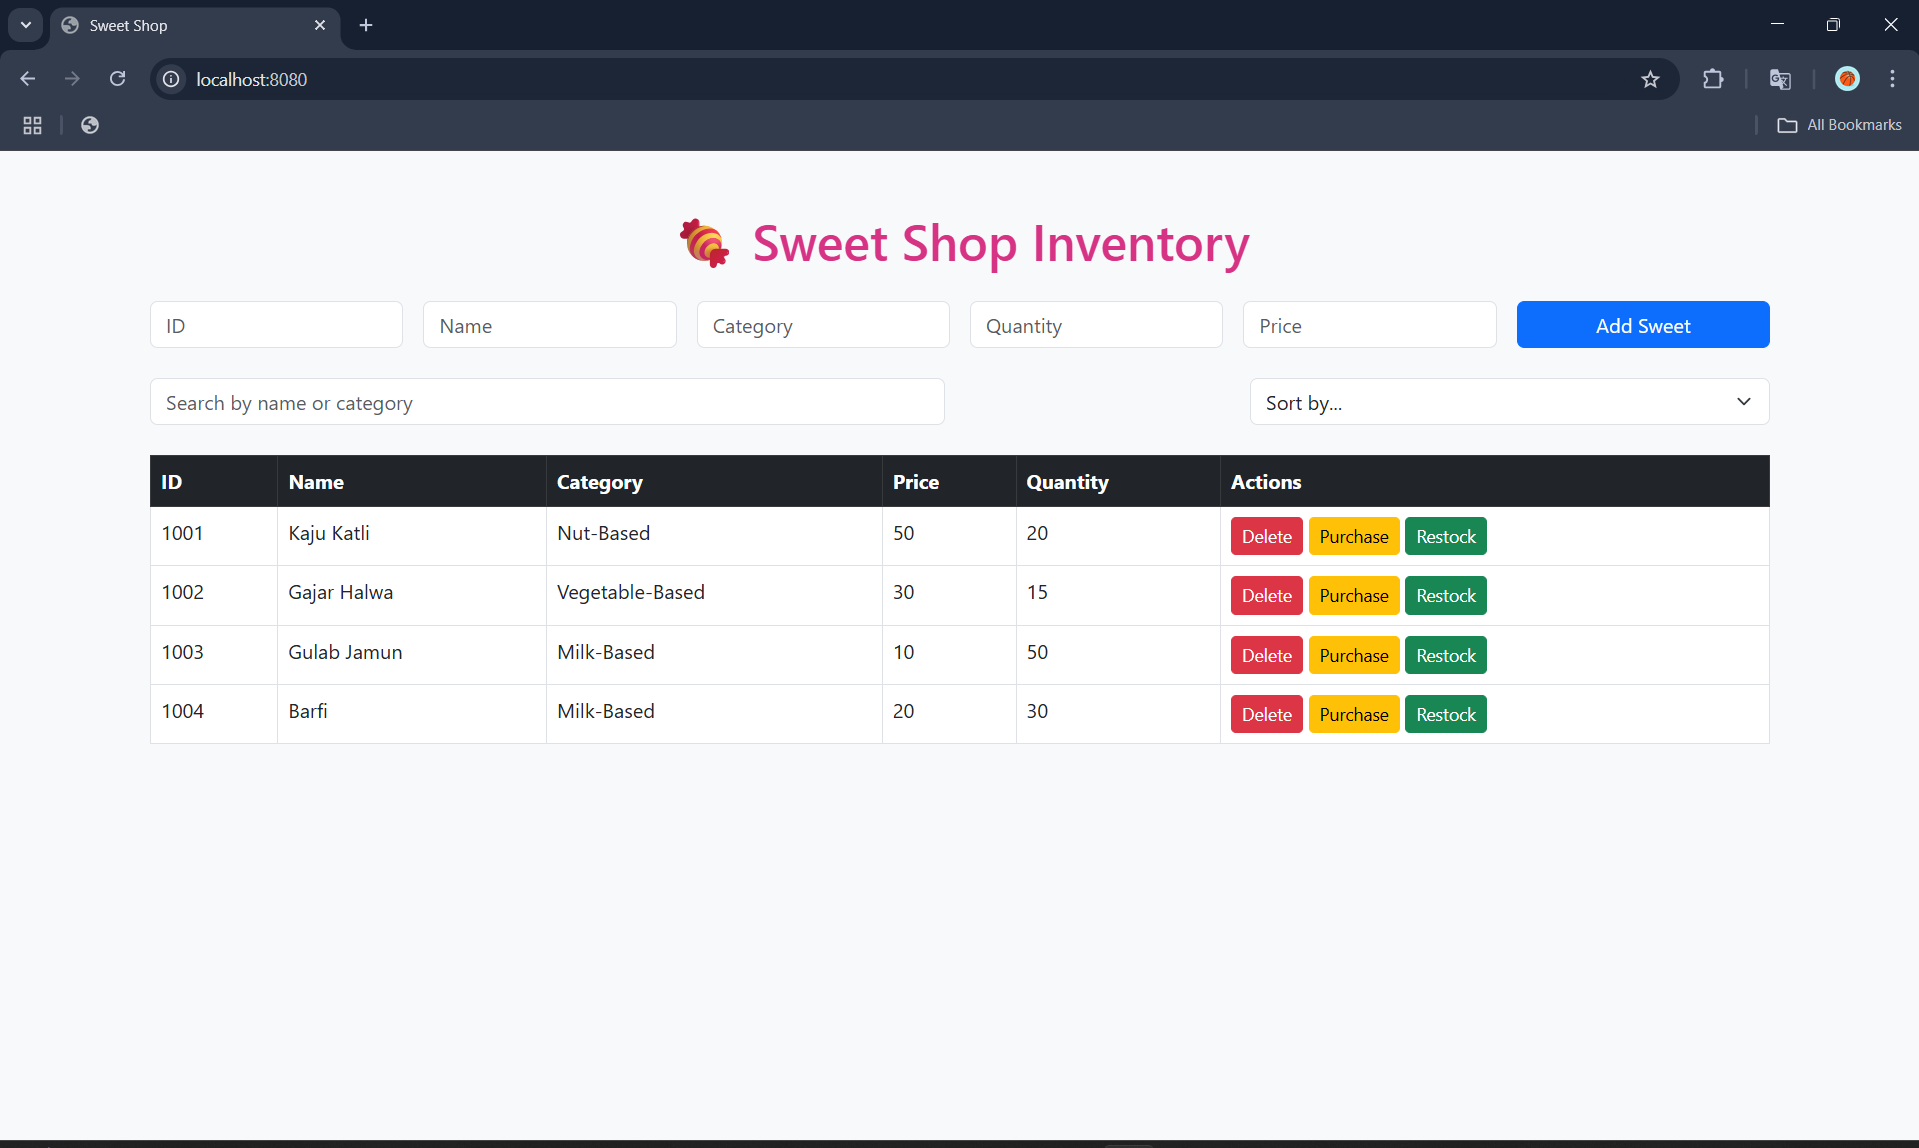 Sweet Shop
localhost:8080
All Bookmarks
Sweet Shop Inventory
ID Name Category Quantity Price Add Sweet
Search by name or category Sort by...
ID Name Category Price Quantity Actions
1001 Kaju Katli Nut-Based 50 20 Delete Purchase Restock
1002 Gajar Halwa Vegetable-Based 30 15 Delete Purchase Restock
1003 Gulab Jamun Milk-Based 10 50 Delete Purchase Restock
1004 Barfi Milk-Based 20 30 Delete Purchase Restock